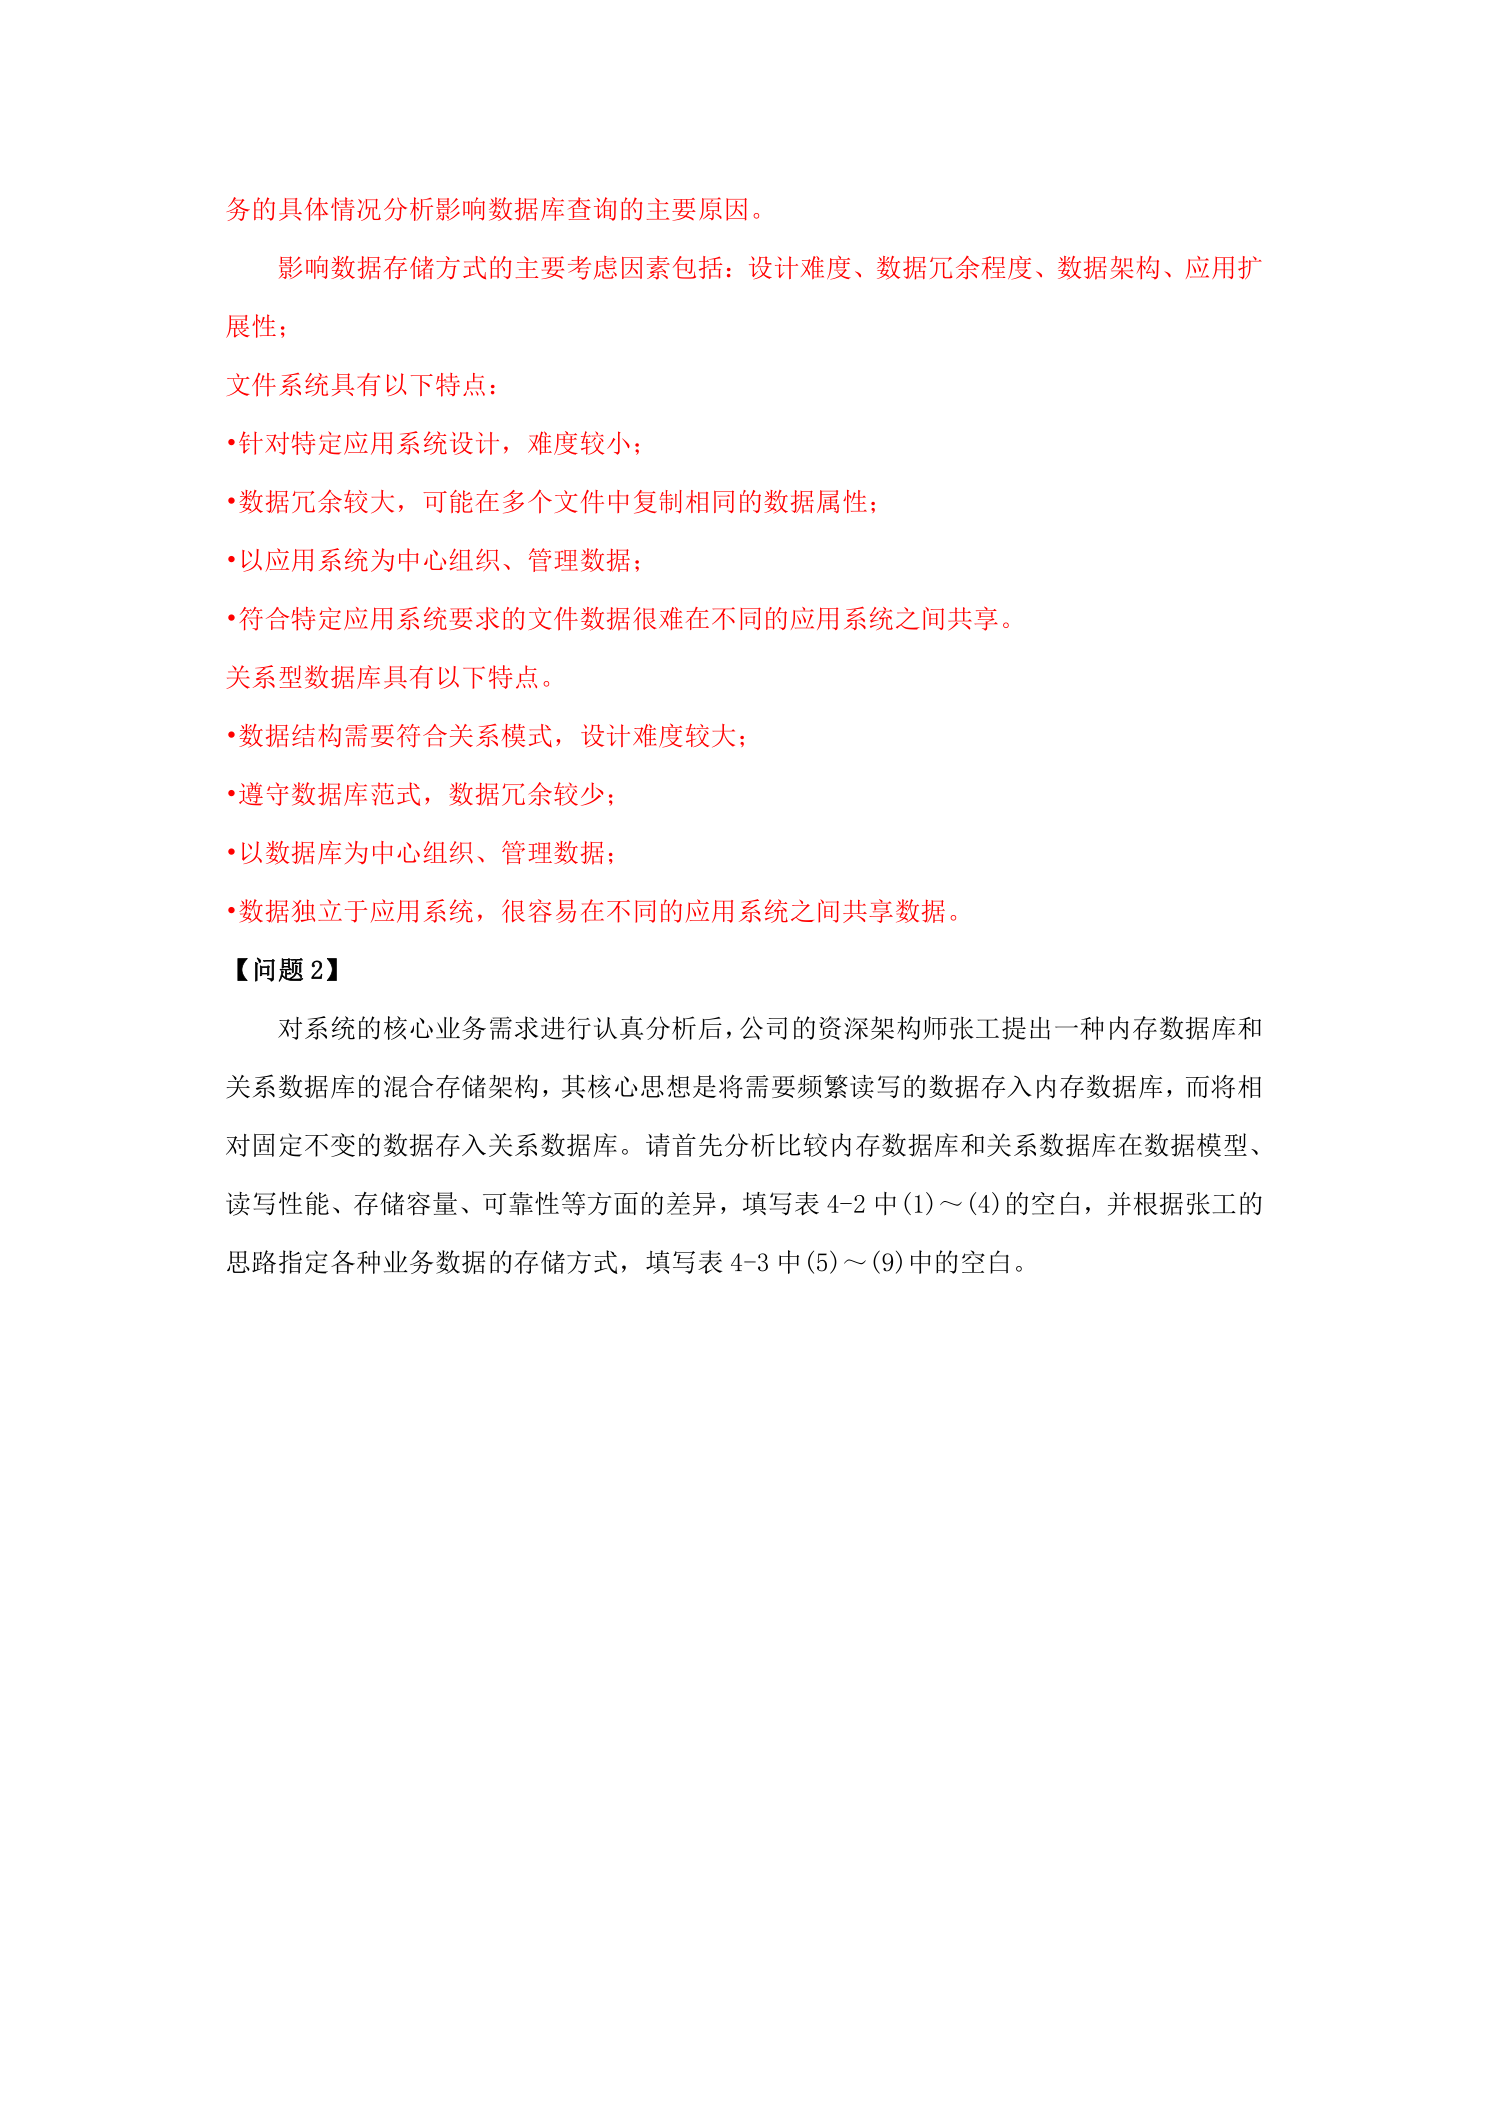 务的具体情况分析影响数据库查询的主要原因。
影响数据存储方式的主要考虑因素包括：设计难度、数据冗余程度、数据架构、应用扩
展性；
文件系统具有以下特点：
•针对特定应用系统设计，难度较小；
•数据冗余较大，可能在多个文件中复制相同的数据属性；
•以应用系统为中心组织、管理数据；
•符合特定应用系统要求的文件数据很难在不同的应用系统之间共享。
关系型数据库具有以下特点。
•数据结构需要符合关系模式，设计难度较大；
•遵守数据库范式，数据冗余较少；
•以数据库为中心组织、管理数据；
•数据独立于应用系统，很容易在不同的应用系统之间共享数据。
【问题 2】
对系统的核心业务需求进行认真分析后，公司的资深架构师张工提出一种内存数据库和
关系数据库的混合存储架构，其核心思想是将需要频繁读写的数据存入内存数据库，而将相
对固定不变的数据存入关系数据库。请首先分析比较内存数据库和关系数据库在数据模型、
读写性能、存储容量、可靠性等方面的差异，填写表 4-2 中(1)～(4)的空白，并根据张工的
思路指定各种业务数据的存储方式，填写表 4-3 中(5)～(9)中的空白。